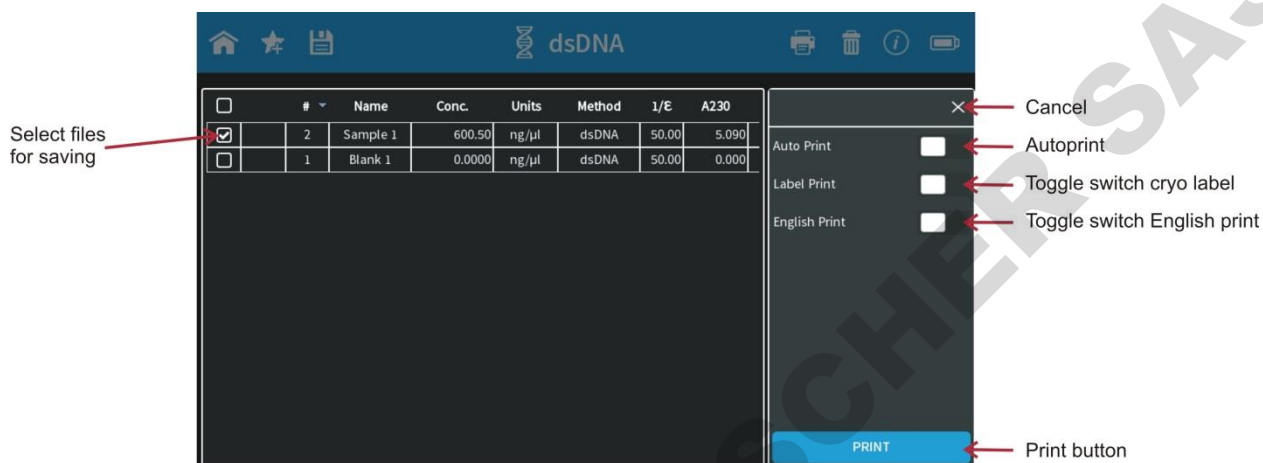 dsDNA
# Name Conc. Units Method 1/ε A230
Select files
for saving
2 Sample 1 600.50 ng/μl dsDNA 50.00 5.090
1 Blank 1 0.0000 ng/μl dsDNA 50.00 0.000
Cancel
Auto Print
Autoprint
Label Print
Toggle switch cryo label
English Print
Toggle switch English print
PRINT
Print button